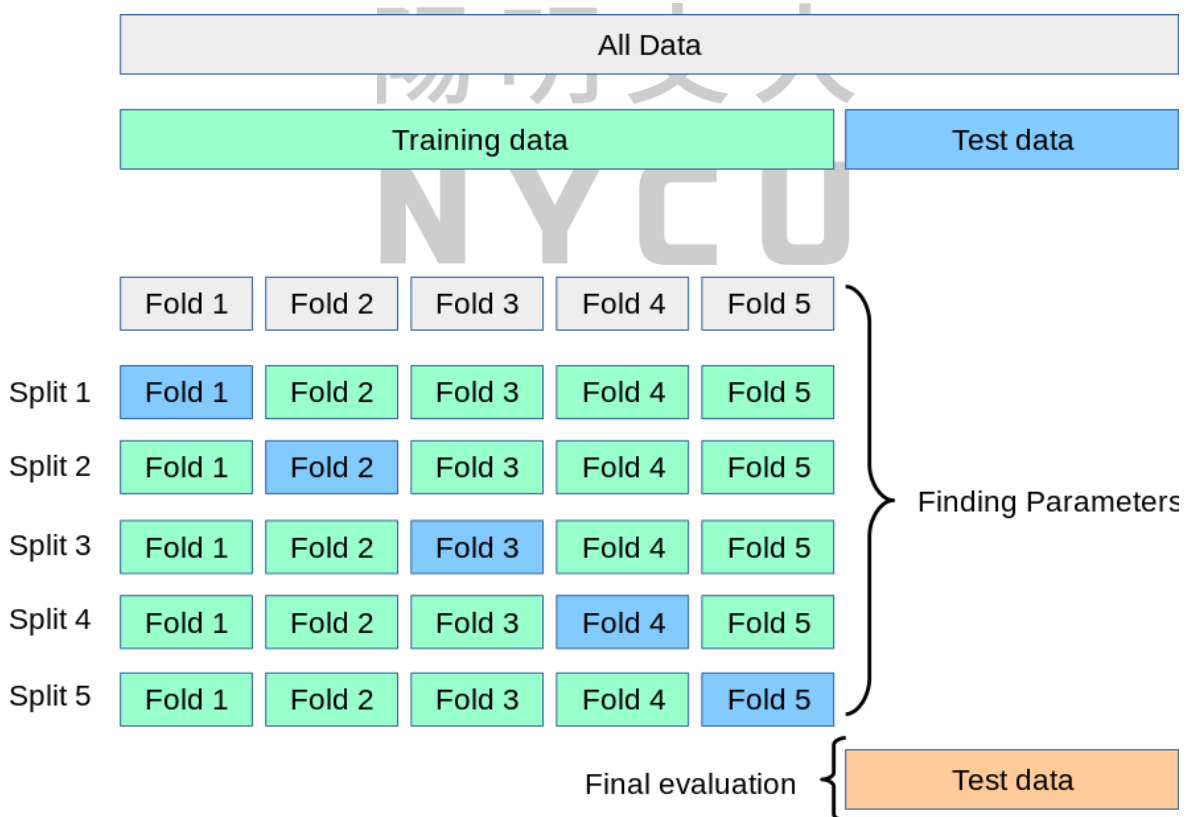 All Data
陽明交大
Training data Test data
NYCU
Fold 1 Fold 2 Fold 3 Fold 4 Fold 5
Split 1 Fold 1 Fold 2 Fold 3 Fold 4 Fold 5
Split 2 Fold 1 Fold 2 Fold 3 Fold 4 Fold 5
Finding Parameters
Split 3 Fold 1 Fold 2 Fold 3 Fold 4 Fold 5
Split 4 Fold 1 Fold 2 Fold 3 Fold 4 Fold 5
Split 5 Fold 1 Fold 2 Fold 3 Fold 4 Fold 5
Final evaluation Test data